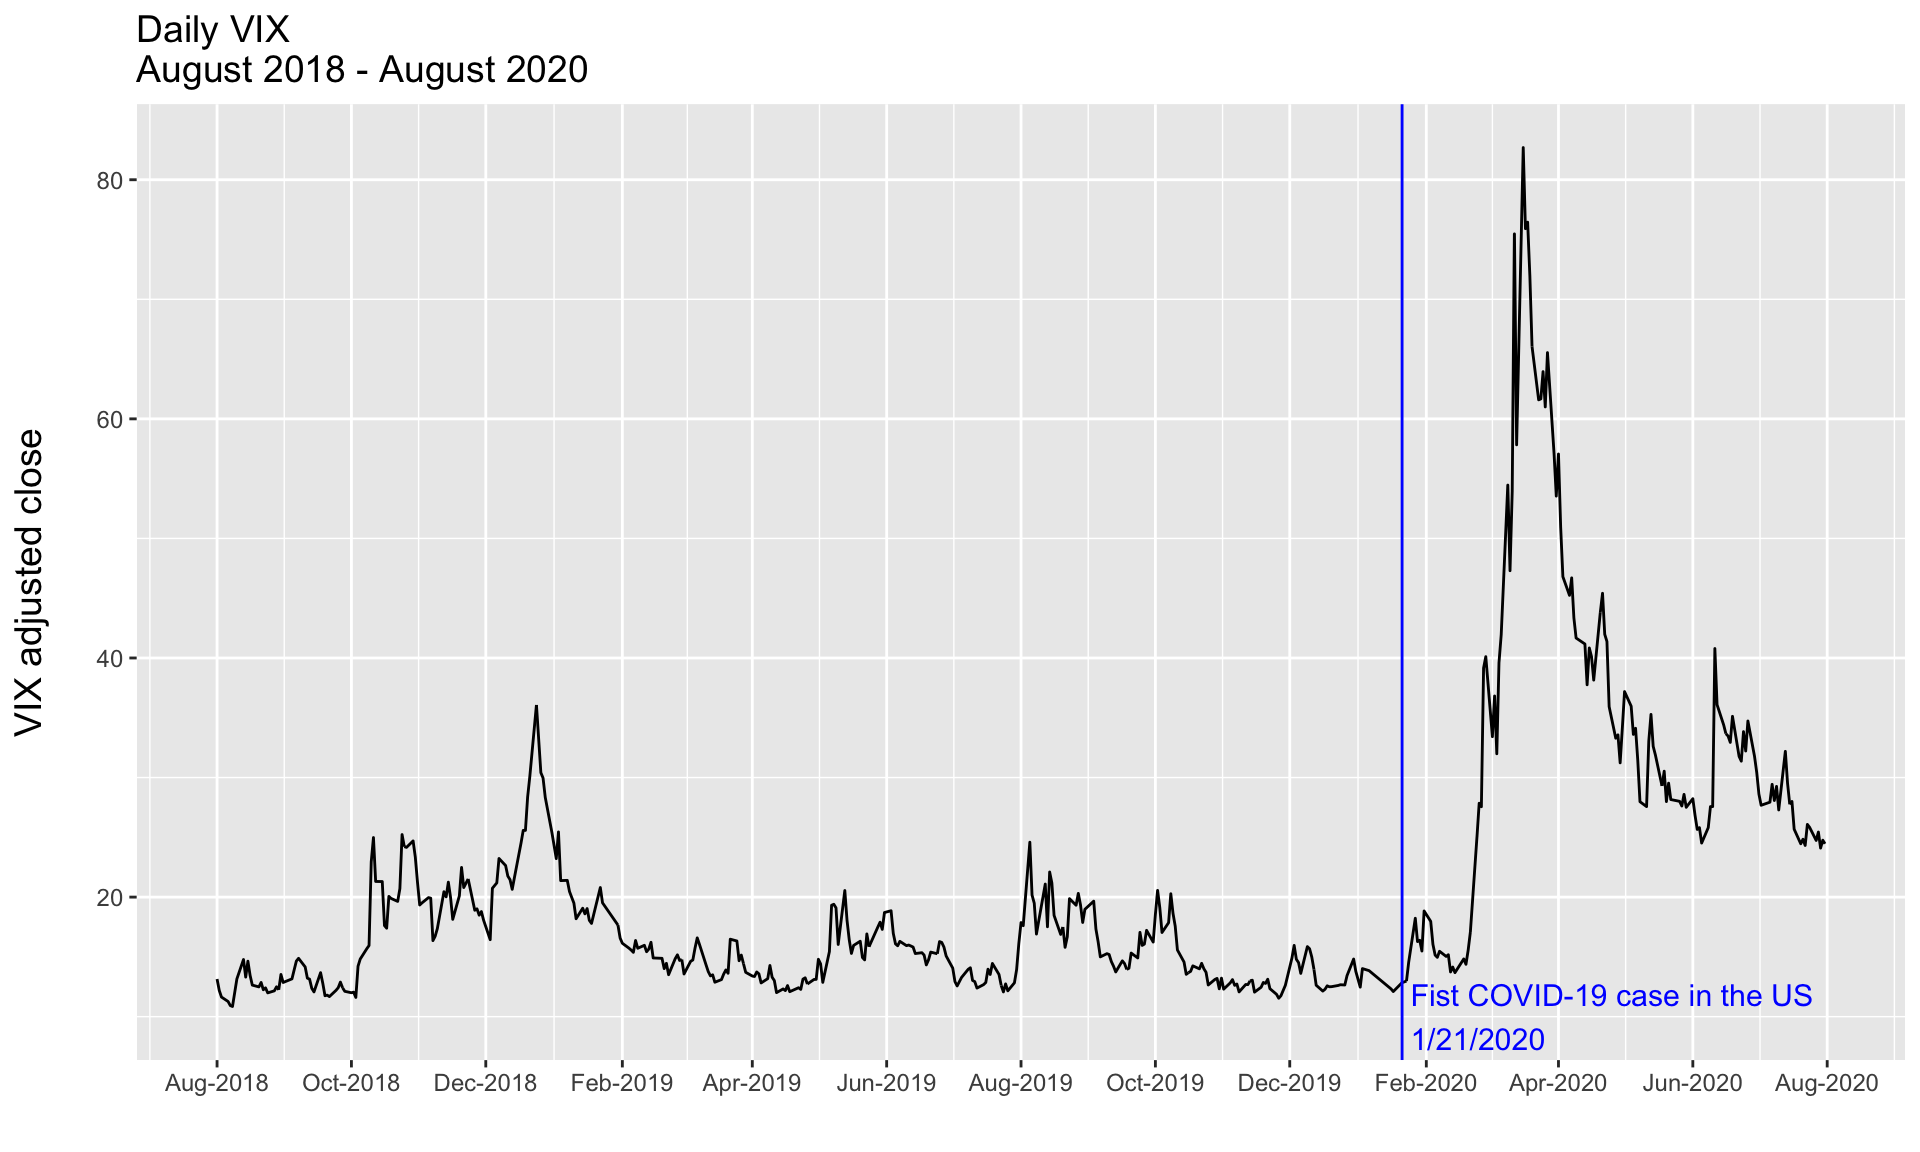 Daily VIX
August 2018 - August 2020
VIX adjusted close
80
60
40
20
Fist COVID-19 case in the US
1/21/2020
Aug-2018 Oct-2018 Dec-2018 Feb-2019 Apr-2019 Jun-2019 Aug-2019 Oct-2019 Dec-2019 Feb-2020 Apr-2020 Jun-2020 Aug-2020